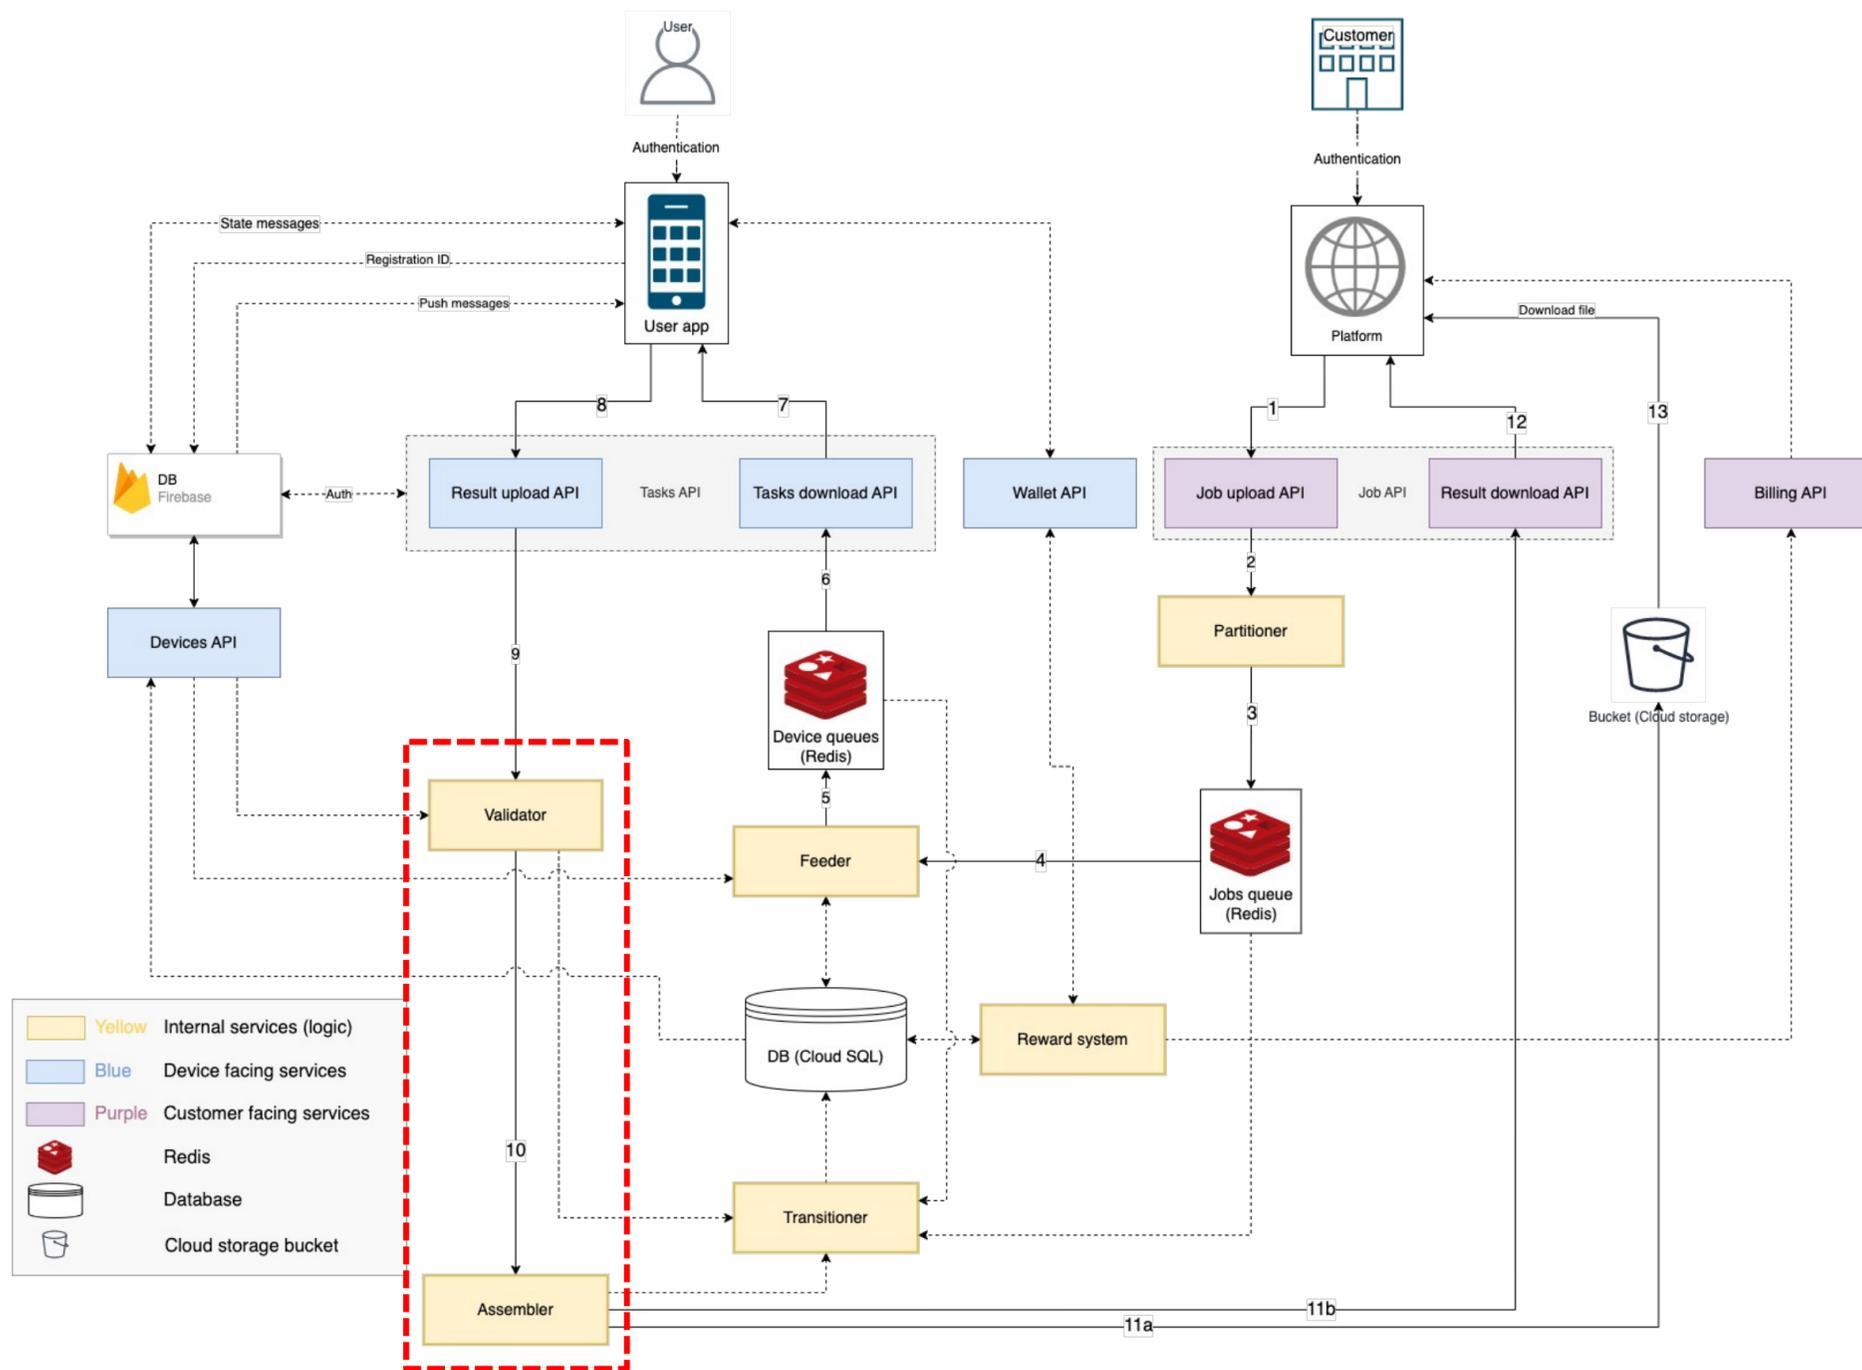 User
Customer
Authentication
Authentication
State messages
Registration ID
Push messages
User app
Platform
Download file
8
7
1
12
13
DB
Firebase
Auth
Result upload API
Tasks API
Tasks download API
Wallet API
Job upload API
Job API
Result download API
Billing API
2
6
Devices API
9
Partitioner
3
Bucket (Cloud storage)
Device queues
(Redis)
5
Validator
Feeder
4
Jobs queue
(Redis)
Yellow Internal services (logic)
Blue Device facing services
Purple Customer facing services
Redis
Database
Cloud storage bucket
DB (Cloud SQL)
Reward system
10
Transitioner
Assembler
11b
11a